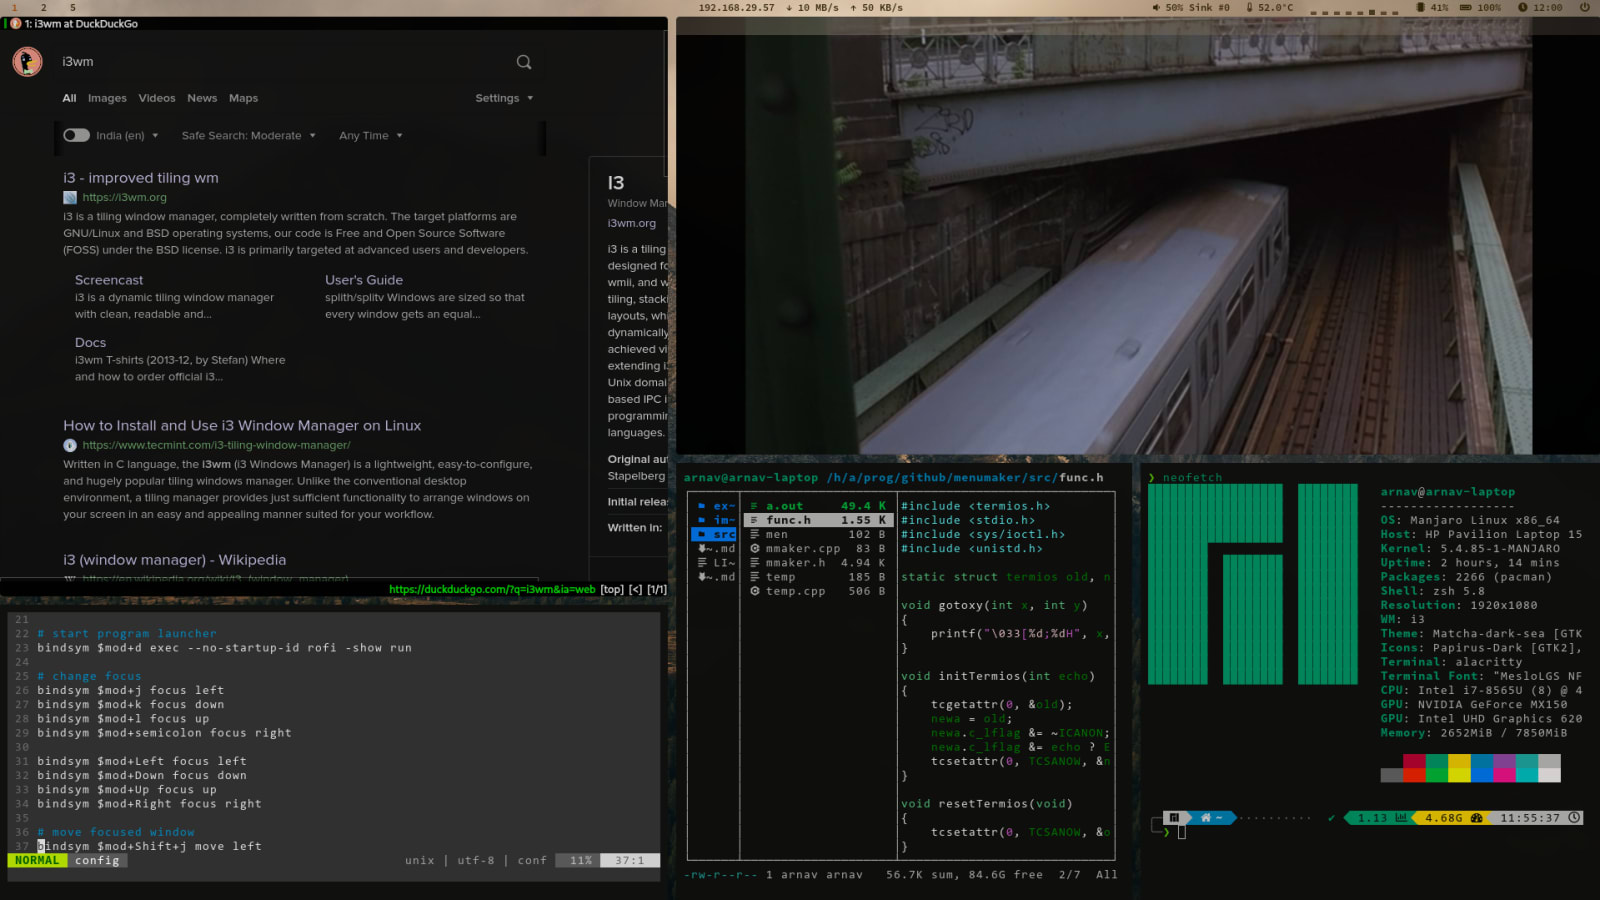 1 2 5
192.168.29.57 ↓ 10 MB/s ↑ 50 KB/s
50% Sink #0 52.0°C 41% 100% 12:00
1: i3wm at DuckDuckGo
i3wm
All Images Videos News Maps Settings
India (en) Safe Search: Moderate Any Time
i3 - improved tiling wm
https://i3wm.org
i3 is a tiling window manager, completely written from scratch. The target platforms are
GNU/Linux and BSD operating systems, our code is Free and Open Source Software
(FOSS) under the BSD license. i3 is primarily targeted at advanced users and developers.
Screencast
i3 is a dynamic tiling window manager
with clean, readable and...
User's Guide
splith/splitv Windows are sized so that
every window gets an equal...
Docs
i3wm T-shirts (2013-12, by Stefan) Where
and how to order official i3...
How to Install and Use i3 Window Manager on Linux
https://www.tecmint.com/i3-tiling-window-manager/
Written in C language, the i3wm (i3 Windows Manager) is a lightweight, easy-to-configure,
and hugely popular tiling windows manager. Unlike the conventional desktop
environment, a tiling manager provides just sufficient functionality to arrange windows on
your screen in an easy and appealing manner suited for your workflow.
i3 (window manager) - Wikipedia
W https://en.wikipedia.org/wiki/I3_(window_manager)
I3
Window Mar
i3wm.org
i3 is a tiling
designed fo
wmii, and w
tiling, stack
layouts, wh
dynamically
achieved vi
extending i
Unix domai
based IPC i
programmin
languages.
Original au
Stapelberg
Initial relea
Written in:
https://duckduckgo.com/?q=i3wm&ia=web [top] [<] [1/1]
21
22 # start program launcher
23 bindsym $mod+d exec --no-startup-id rofi -show run
24
25 # change focus
26 bindsym $mod+j focus left
27 bindsym $mod+k focus down
28 bindsym $mod+l focus up
29 bindsym $mod+semicolon focus right
30
31 bindsym $mod+Left focus left
32 bindsym $mod+Down focus down
33 bindsym $mod+Up focus up
34 bindsym $mod+Right focus right
35
36 # move focused window
37 bindsym $mod+Shift+j move left
NORMAL config unix | utf-8 | conf 11% 37:1
arnav@arnav-laptop /h/a/prog/github/menumaker/src/func.h
ex~
im~
src
~.md
LI~
~.md
a.out 49.4 K
func.h 1.55 K
men 102 B
mmaker.cpp 83 B
mmaker.h 4.94 K
temp 185 B
temp.cpp 506 B
#include <termios.h>
#include <stdio.h>
#include <sys/ioctl.h>
#include <unistd.h>
static struct termios old, n
void gotoxy(int x, int y)
{
printf("\033[%d;%dH", x,
}
void initTermios(int echo)
{
tcgetattr(0, &old);
newa = old;
newa.c_lflag &= ~ICANON;
newa.c_lflag &= echo ? E
tcsetattr(0, TCSANOW, &n
}
void resetTermios(void)
{
tcsetattr(0, TCSANOW, &o
}
-rw-r--r-- 1 arnav arnav 56.7K sum, 84.6G free 2/7 All
❯ neofetch
arnav@arnav-laptop
------------------
OS: Manjaro Linux x86_64
Host: HP Pavilion Laptop 15
Kernel: 5.4.85-1-MANJARO
Uptime: 2 hours, 14 mins
Packages: 2266 (pacman)
Shell: zsh 5.8
Resolution: 1920x1080
WM: i3
Theme: Matcha-dark-sea [GTK
Icons: Papirus-Dark [GTK2],
Terminal: alacritty
Terminal Font: "MesloLGS NF
CPU: Intel i7-8565U (8) @ 4
GPU: NVIDIA GeForce MX150
GPU: Intel UHD Graphics 620
Memory: 2652MiB / 7850MiB
~ ✔ 1.13 4.68G 11:55:37
❯